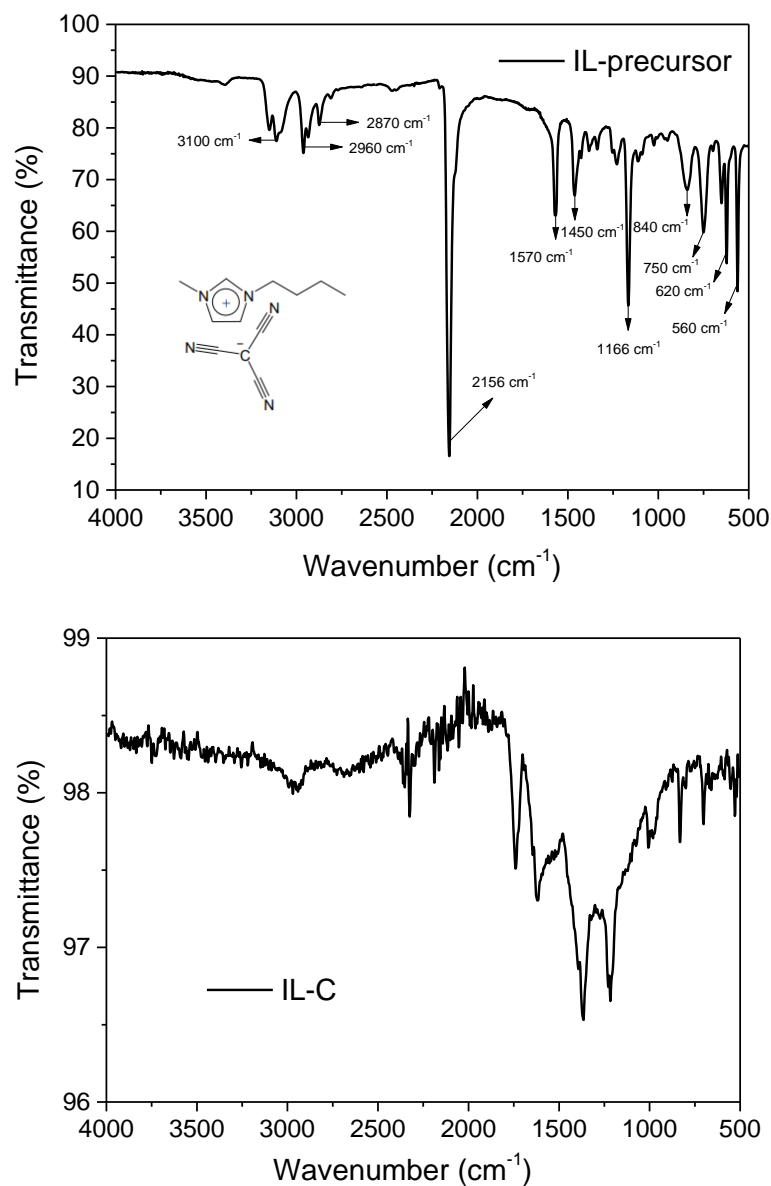 100
90
80
70
60
50
40
30
20
10
Transmittance (%)
IL-precursor
3100 cm⁻¹
2870 cm⁻¹
2960 cm⁻¹
1570 cm⁻¹
1450 cm⁻¹
840 cm⁻¹
750 cm⁻¹
620 cm⁻¹
560 cm⁻¹
1166 cm⁻¹
2156 cm⁻¹
N
+
N
N
N
−
C
N
4000 3500 3000 2500 2000 1500 1000 500
Wavenumber (cm⁻¹)
99
98
97
96
Transmittance (%)
IL-C
4000 3500 3000 2500 2000 1500 1000 500
Wavenumber (cm⁻¹)